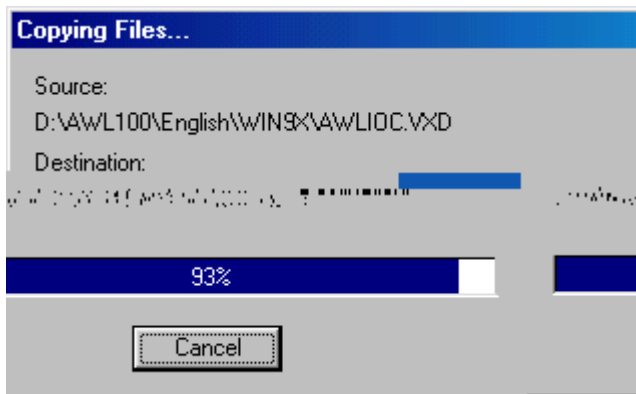 Copying Files...
Source:
D:\AWL100\English\WIN9X\AWLIOC.VXD
Destination:
93%
Cancel